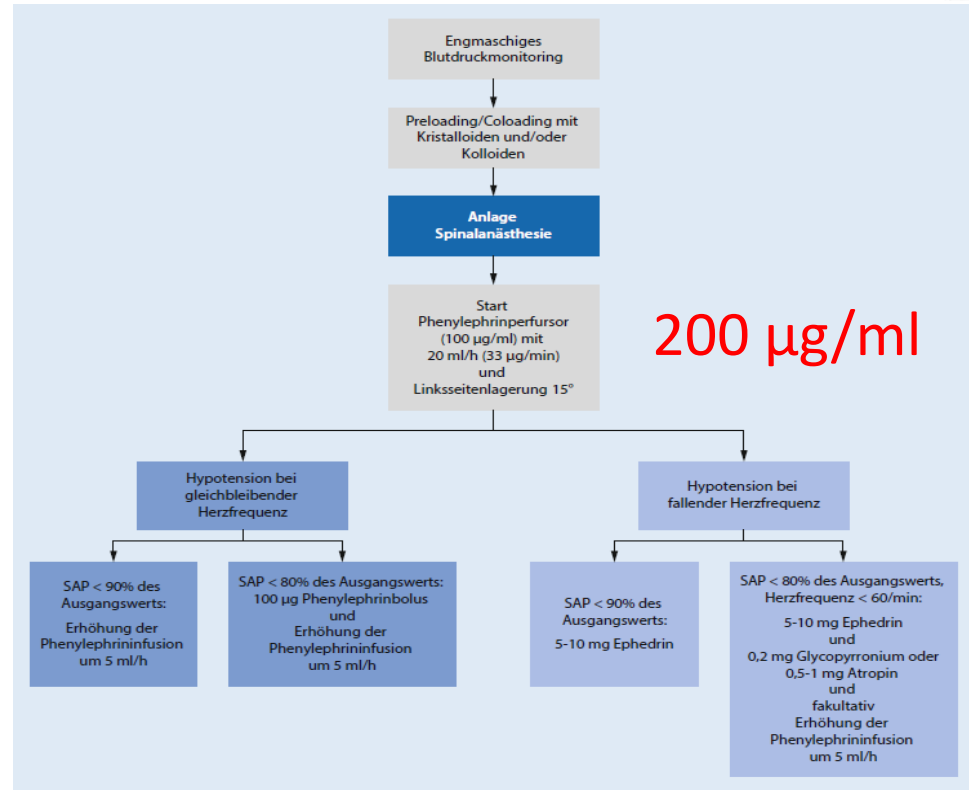 Engmaschiges
Blutdruckmonitoring
Preloading/Coloading mit
Kristalloiden und/oder
Kolloiden
Anlage
Spinalanästhesie
Start
Phenylephrinperfursor
(100 µg/ml) mit
20 ml/h (33 µg/min)
und
Linksseitenlagerung 15°
200 µg/ml
Hypotension bei
gleichbleibender
Herzfrequenz
Hypotension bei
fallender Herzfrequenz
SAP < 90% des
Ausgangswerts:
Erhöhung der
Phenylephrininfusion
um 5 ml/h
SAP < 80% des Ausgangswerts:
100 µg Phenylephrinbolus
und
Erhöhung der
Phenylephrininfusion
um 5 ml/h
SAP < 90% des
Ausgangswerts:
5-10 mg Ephedrin
SAP < 80% des Ausgangswerts,
Herzfrequenz < 60/min:
5-10 mg Ephedrin
und
0,2 mg Glycopyrronium oder
0,5-1 mg Atropin
und
fakultativ
Erhöhung der
Phenylephrininfusion
um 5 ml/h